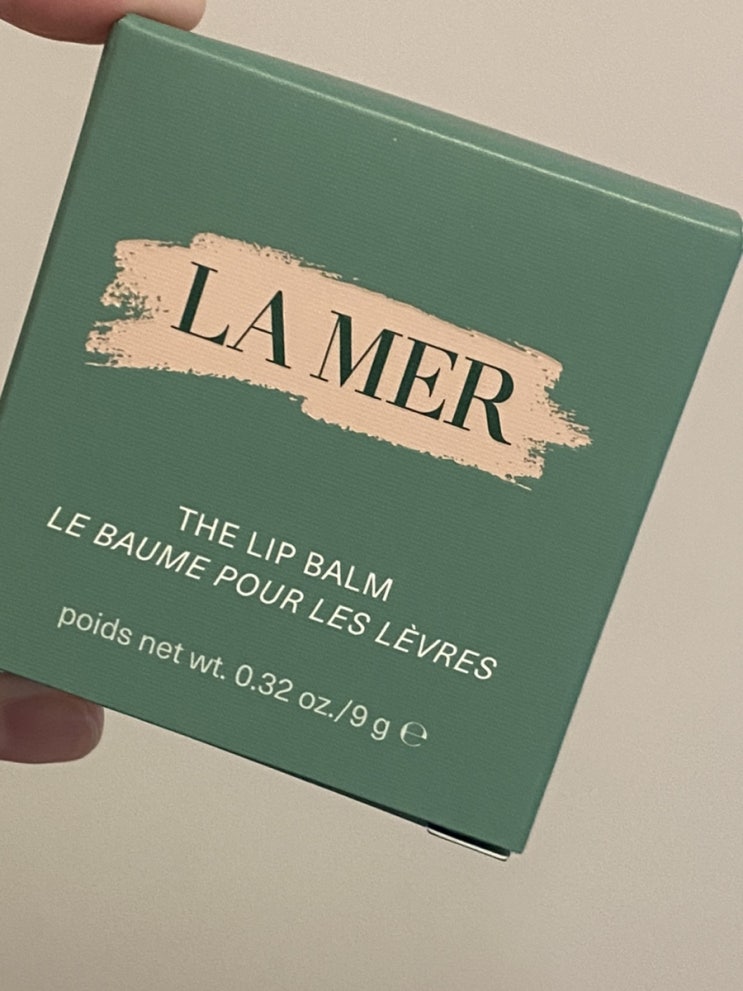 LA MER
THE LIP BALM
LE BAUME POUR LES LÈVRES
poids net wt. 0.32 oz./9 g ℮